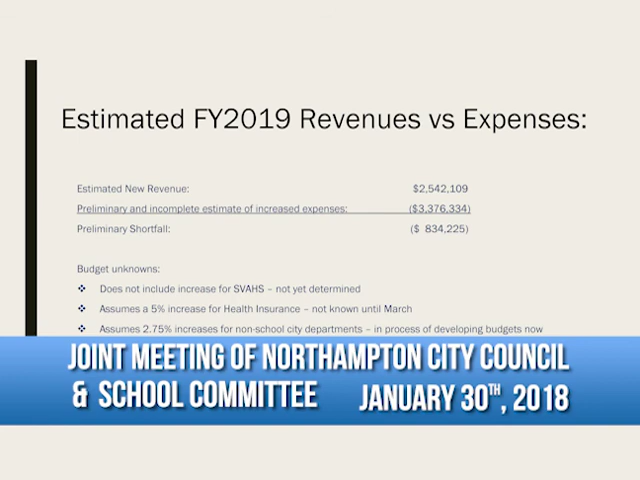 Estimated FY2019 Revenues vs Expenses:
Estimated New Revenue: $2,542,109
Preliminary and incomplete estimate of increased expenses: ($3,376,334)
Preliminary Shortfall: ($ 834,225)
Budget unknowns:
❖ Does not include increase for SVAHS – not yet determined
❖ Assumes a 5% increase for Health Insurance – not known until March
❖ Assumes 2.75% increases for non-school city departments – in process of developing budgets now
JOINT MEETING OF NORTHAMPTON CITY COUNCIL
& SCHOOL COMMITTEE JANUARY 30TH, 2018